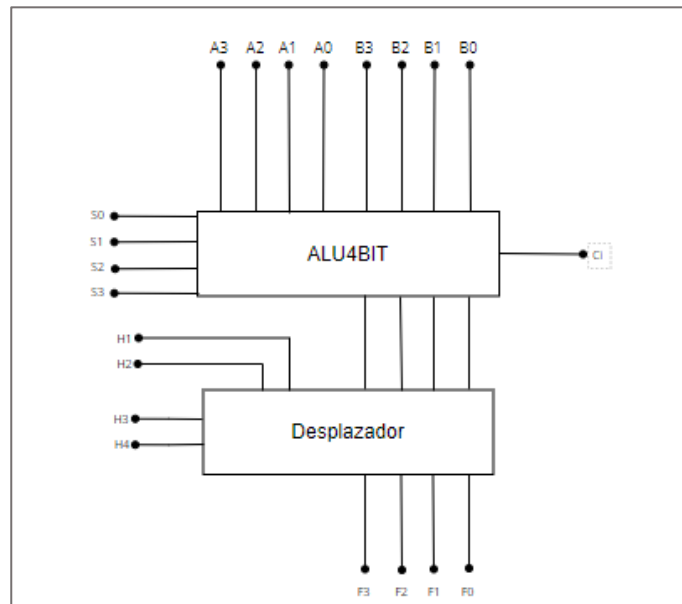 A3 A2 A1 A0 B3 B2 B1 B0
S0
S1
S2
S3
ALU4BIT
CI
H1
H2
H3
H4
Desplazador
F3 F2 F1 F0